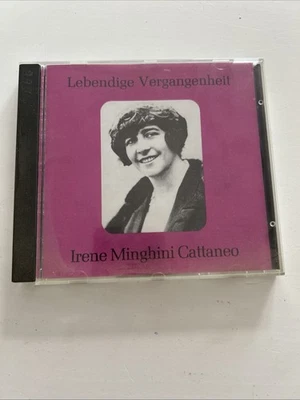 Lebendige Vergangenheit
Irene Minghini Cattaneo